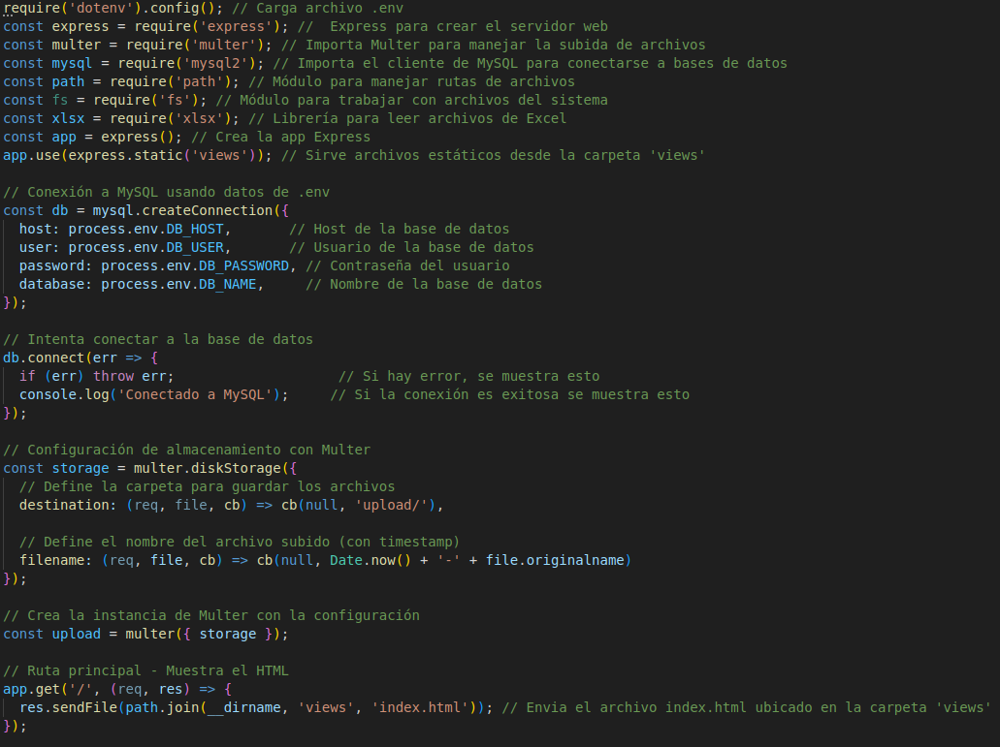 require('dotenv').config(); // Carga archivo .env
const express = require('express'); //  Express para crear el servidor web
const multer = require('multer'); // Importa Multer para manejar la subida de archivos
const mysql = require('mysql2'); // Importa el cliente de MySQL para conectarse a bases de datos
const path = require('path'); // Módulo para manejar rutas de archivos
const fs = require('fs'); // Módulo para trabajar con archivos del sistema
const xlsx = require('xlsx'); // Librería para leer archivos de Excel
const app = express(); // Crea la app Express
app.use(express.static('views')); // Sirve archivos estáticos desde la carpeta 'views'

// Conexión a MySQL usando datos de .env
const db = mysql.createConnection({
  host: process.env.DB_HOST,       // Host de la base de datos
  user: process.env.DB_USER,       // Usuario de la base de datos
  password: process.env.DB_PASSWORD, // Contraseña del usuario
  database: process.env.DB_NAME,     // Nombre de la base de datos
});

// Intenta conectar a la base de datos
db.connect(err => {
  if (err) throw err;                    // Si hay error, se muestra esto
  console.log('Conectado a MySQL');     // Si la conexión es exitosa se muestra esto
});

// Configuración de almacenamiento con Multer
const storage = multer.diskStorage({
  // Define la carpeta para guardar los archivos
  destination: (req, file, cb) => cb(null, 'upload/'),

  // Define el nombre del archivo subido (con timestamp)
  filename: (req, file, cb) => cb(null, Date.now() + '-' + file.originalname)
});

// Crea la instancia de Multer con la configuración
const upload = multer({ storage });

// Ruta principal - Muestra el HTML
app.get('/', (req, res) => {
  res.sendFile(path.join(__dirname, 'views', 'index.html')); // Envia el archivo index.html ubicado en la carpeta 'views'
});